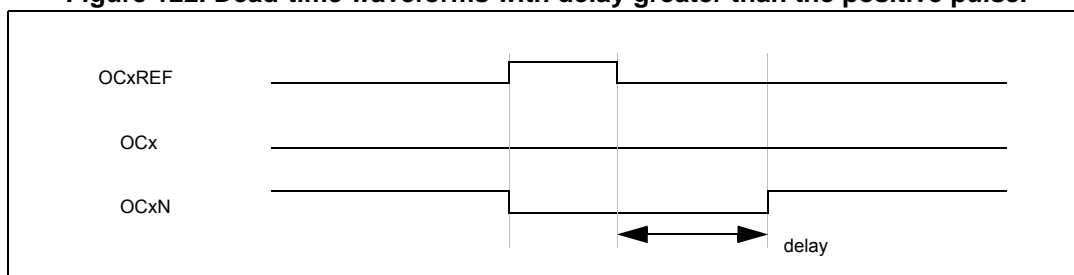 Figure 122. Dead-time waveforms with delay greater than the positive pulse.
OCxREF
OCx
OCxN
delay